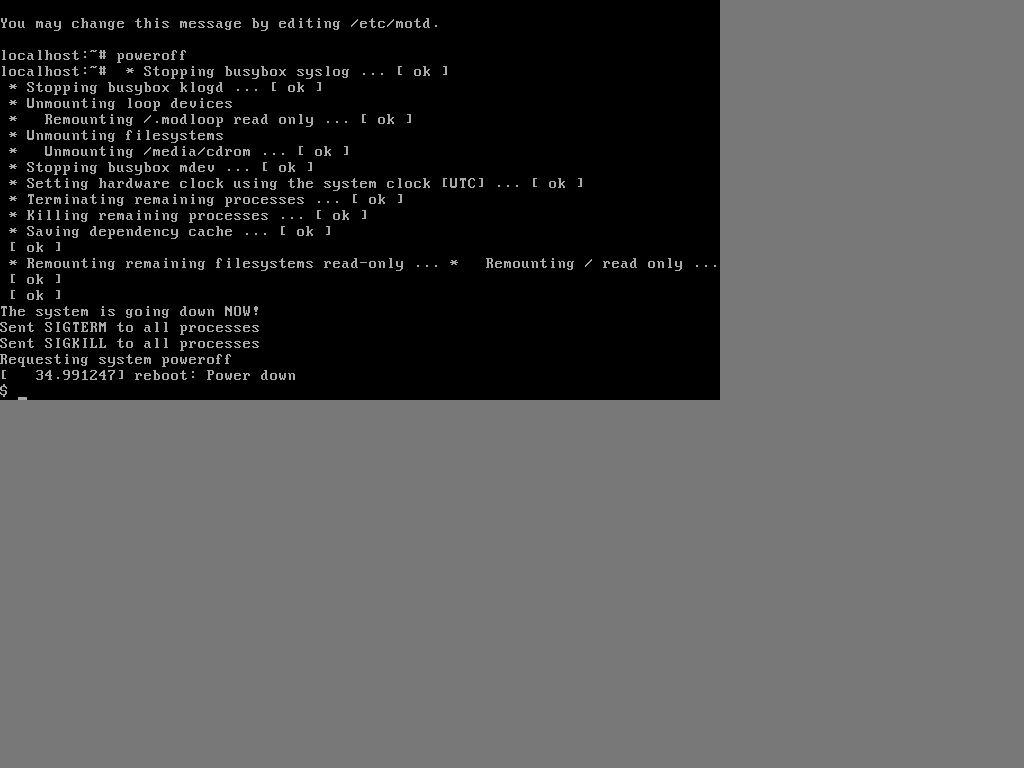 You may change this message by editing /etc/motd.
localhost:~# poweroff
localhost:~#  * Stopping busybox syslog ... [ ok ]
 * Stopping busybox klogd ... [ ok ]
 * Unmounting loop devices
 *   Remounting /.modloop read only ... [ ok ]
 * Unmounting filesystems
 *   Unmounting /media/cdrom ... [ ok ]
 * Stopping busybox mdev ... [ ok ]
 * Setting hardware clock using the system clock [UTC] ... [ ok ]
 * Terminating remaining processes ... [ ok ]
 * Killing remaining processes ... [ ok ]
 * Saving dependency cache ... [ ok ]
 [ ok ]
 * Remounting remaining filesystems read-only ... *   Remounting / read only ...
 [ ok ]
 [ ok ]
The system is going down NOW!
Sent SIGTERM to all processes
Sent SIGKILL to all processes
Requesting system poweroff
[   34.991247] reboot: Power down
$ _